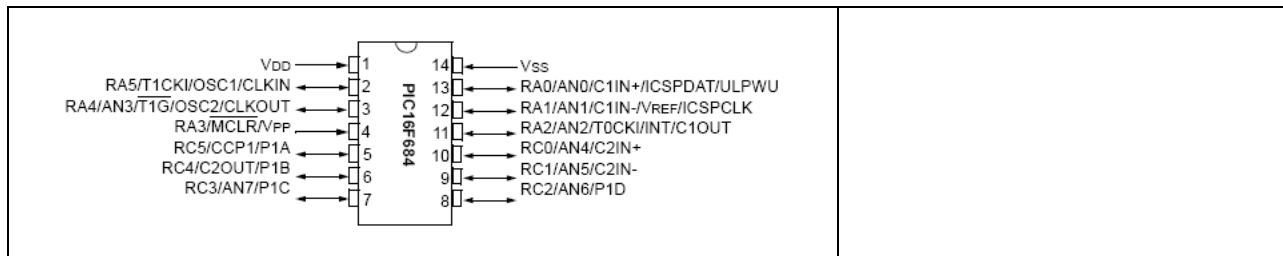 VDD
RA5/T1CKI/OSC1/CLKIN
RA4/AN3/T1G/OSC2/CLKOUT
RA3/MCLR/VPP
RC5/CCP1/P1A
RC4/C2OUT/P1B
RC3/AN7/P1C
1
2
3
4
5
6
7
PIC16F684
14
13
12
11
10
9
8
VSS
RA0/AN0/C1IN+/ICSPDAT/ULPWU
RA1/AN1/C1IN-/VREF/ICSPCLK
RA2/AN2/T0CKI/INT/C1OUT
RC0/AN4/C2IN+
RC1/AN5/C2IN-
RC2/AN6/P1D